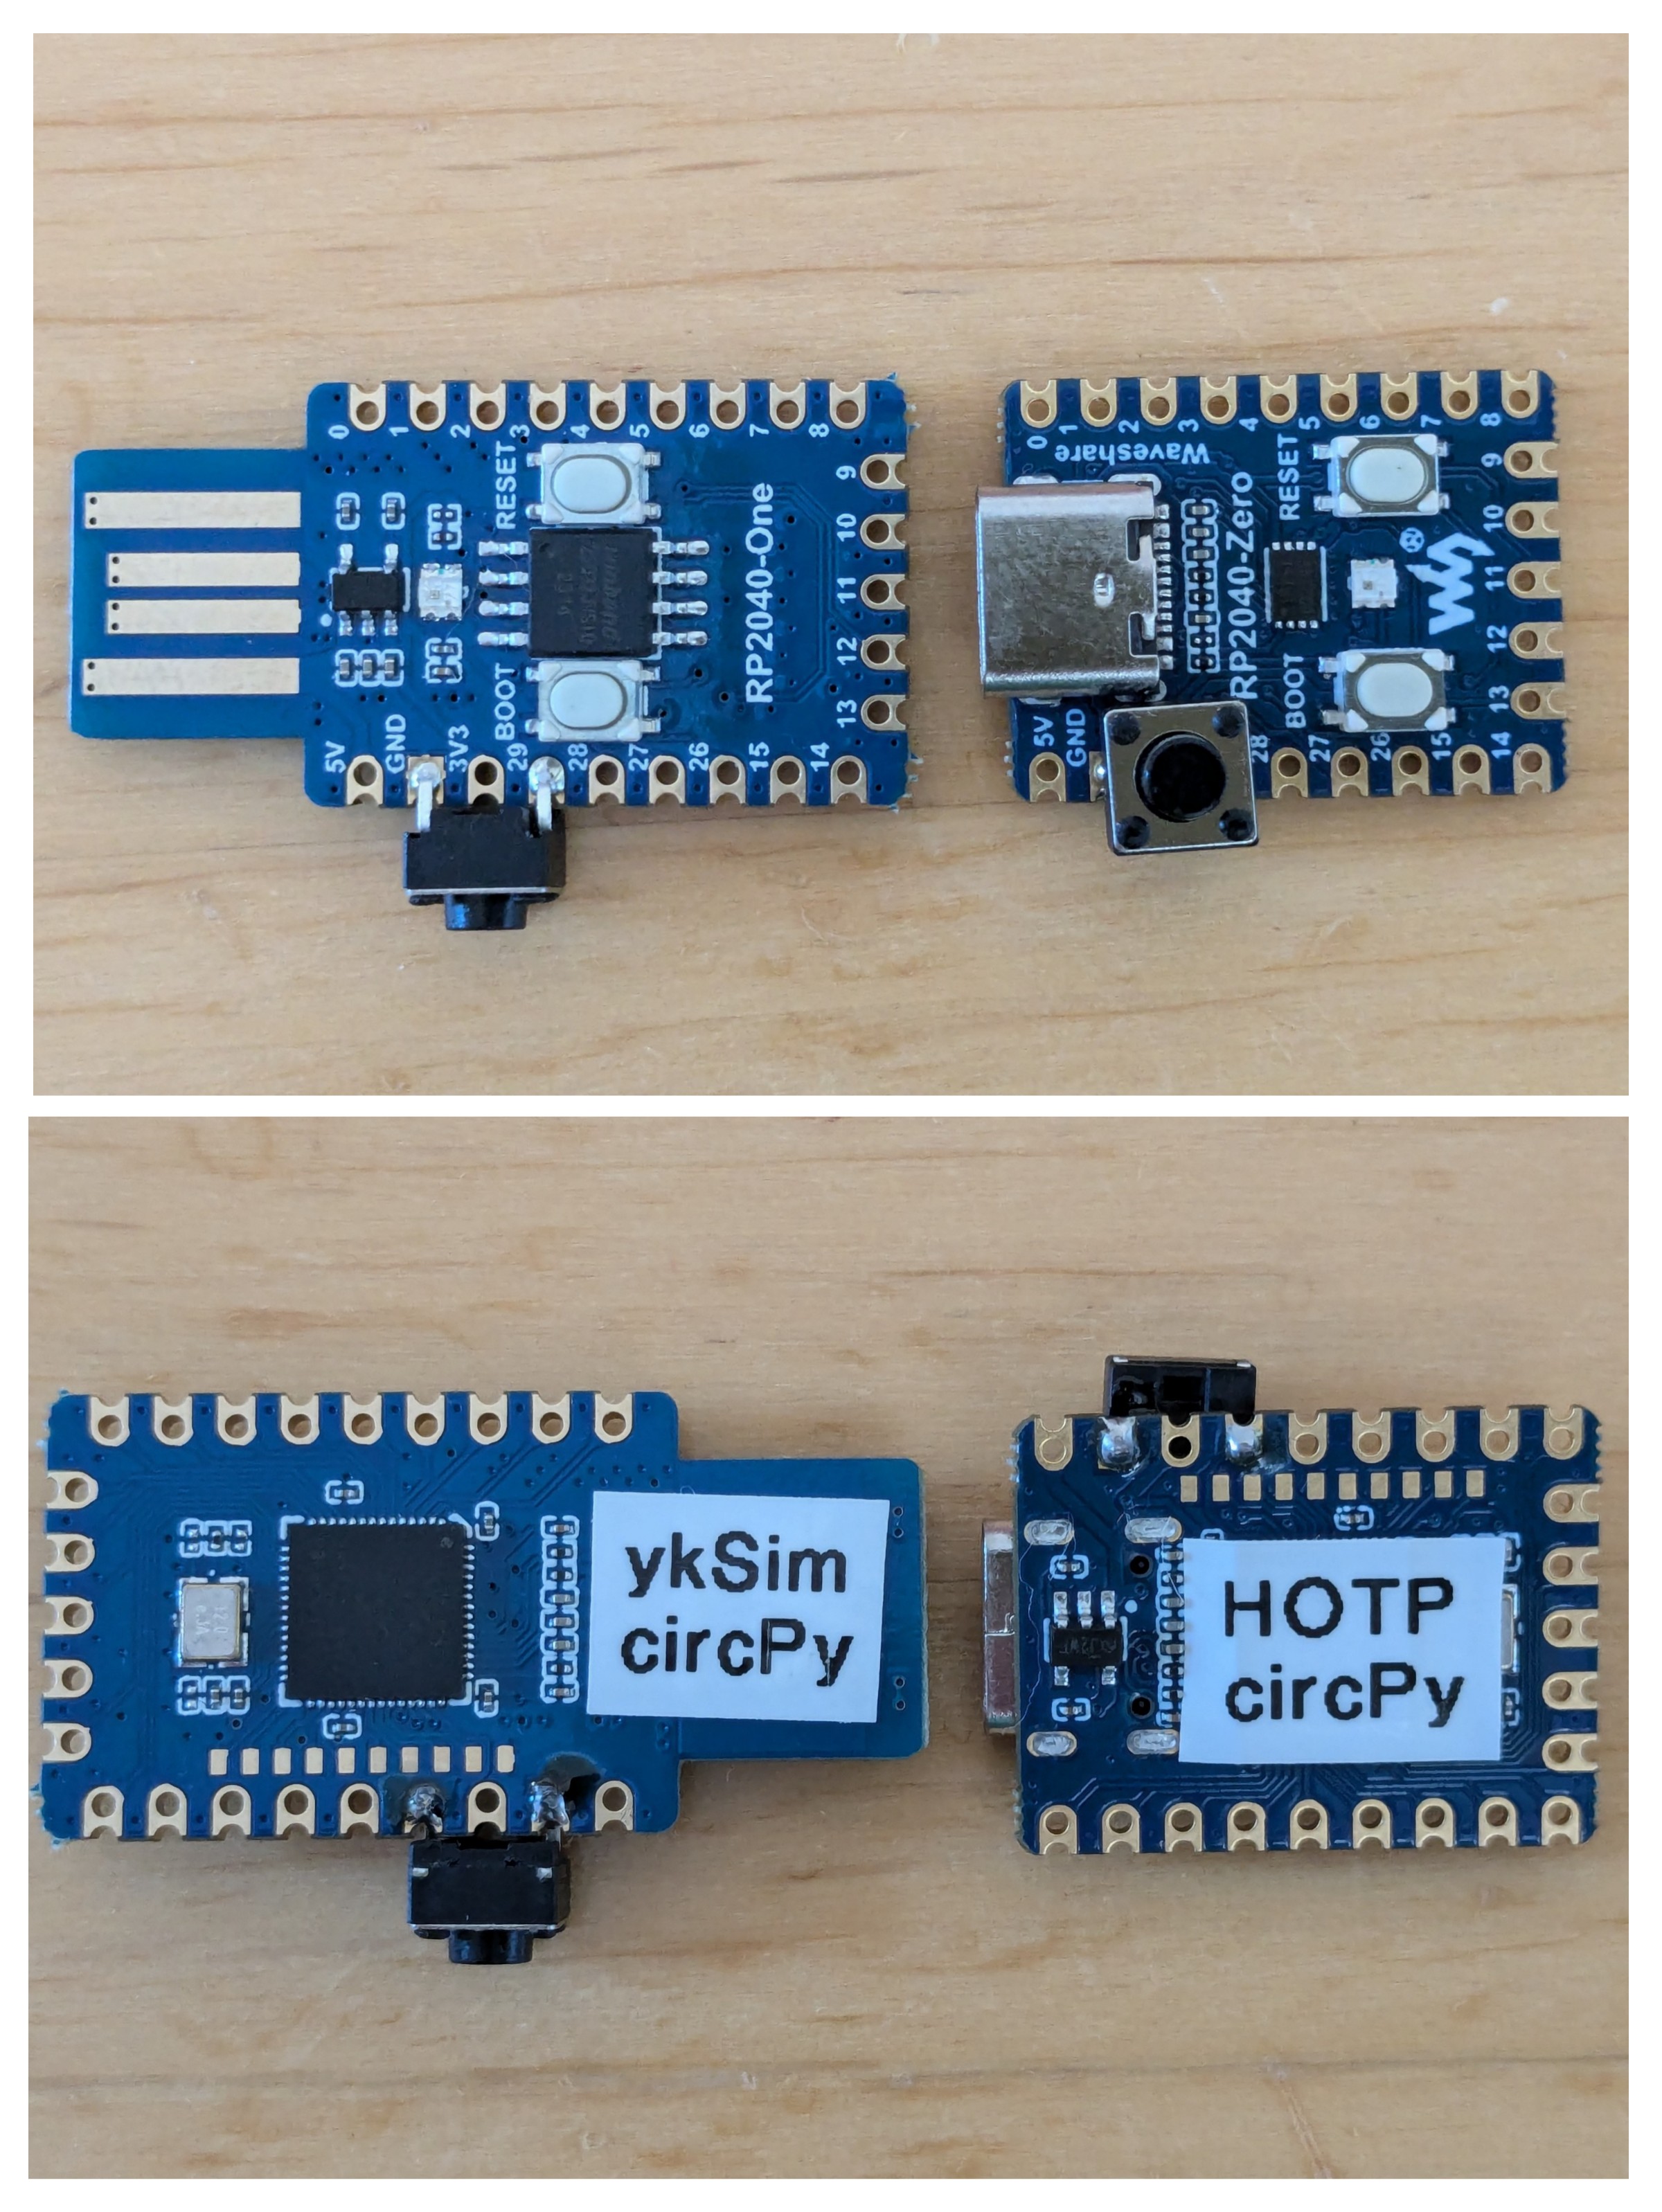 0 1 2 3 4 5 6 7 8
RESET
9
10
11
12
13
RP2040-One
BOOT
5V GND 3V3 29 28 27 26 15 14
winbond
0 1 2 3 4 5 6 7 8
Waveshare
RESET
9
10
11
12
13
RP2040-Zero
®
BOOT
5V GND 28 27 26 15 14
ykSim
circPy
12.0
HOTP
circPy